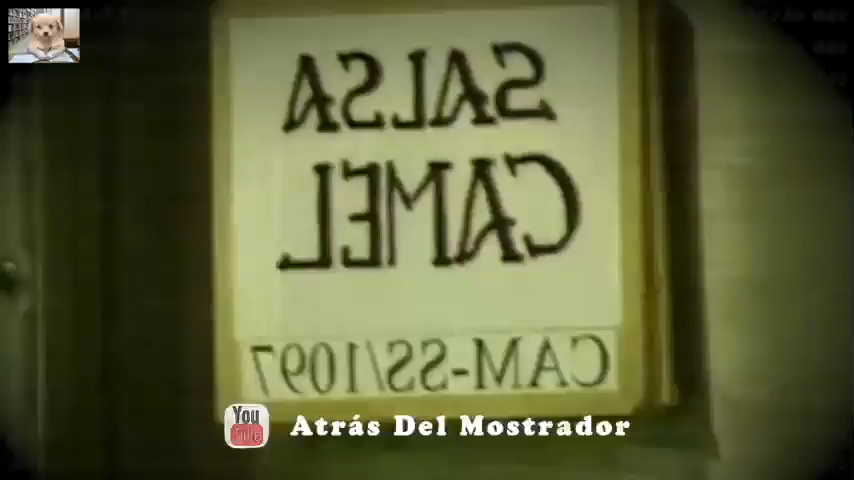 SALSA
CAMEL
CAM-SS/1097
You
Tube
Atrás Del Mostrador